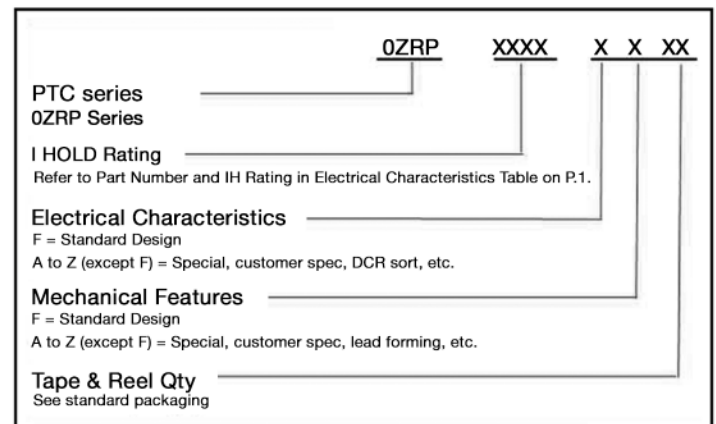 0ZRP XXXX X X XX
PTC series
0ZRP Series
I HOLD Rating
Refer to Part Number and IH Rating in Electrical Characteristics Table on P.1.
Electrical Characteristics
F = Standard Design
A to Z (except F) = Special, customer spec, DCR sort, etc.
Mechanical Features
F = Standard Design
A to Z (except F) = Special, customer spec, lead forming, etc.
Tape & Reel Qty
See standard packaging